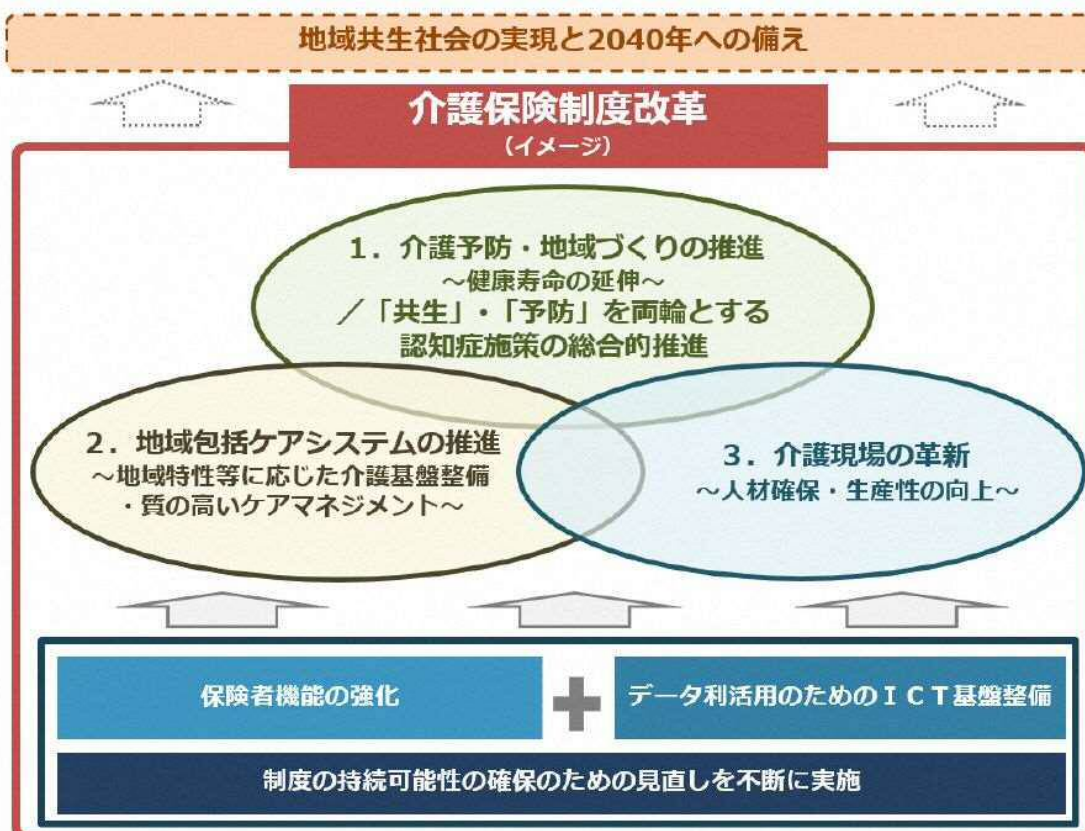 地域共生社会の実現と2040年への備え
介護保険制度改革
（イメージ）
1．介護予防・地域づくりの推進
～健康寿命の延伸～
／「共生」・「予防」を両輪とする
認知症施策の総合的推進
2．地域包括ケアシステムの推進
～地域特性等に応じた介護基盤整備
・質の高いケアマネジメント～
3．介護現場の革新
～人材確保・生産性の向上～
保険者機能の強化
データ利活用のためのＩＣＴ基盤整備
制度の持続可能性の確保のための見直しを不断に実施